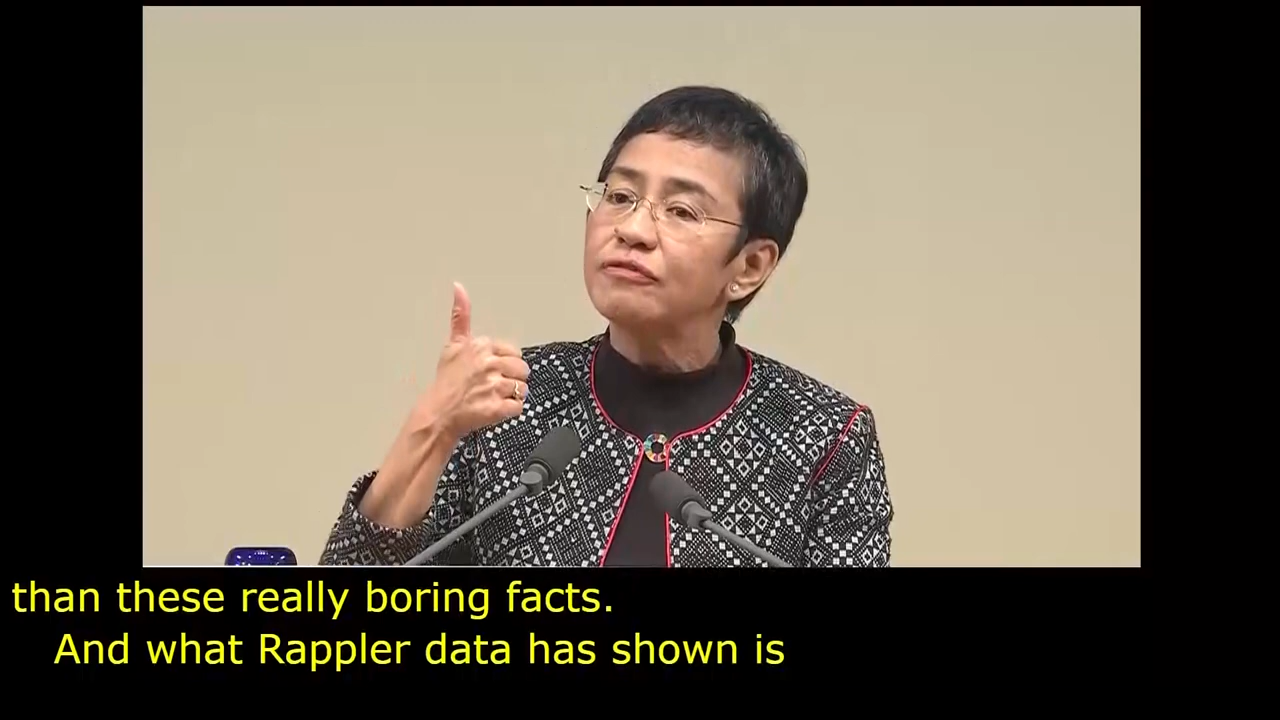 than these really boring facts.
And what Rappler data has shown is